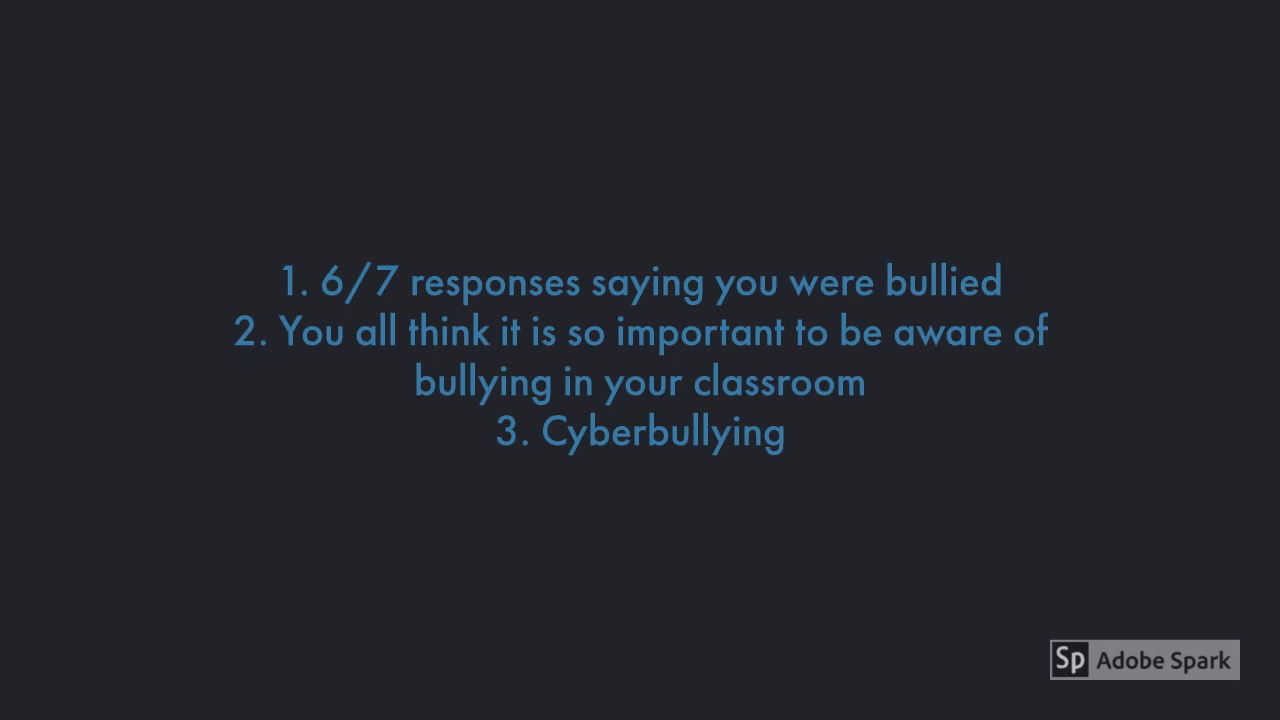 1. 6/7 responses saying you were bullied
2. You all think it is so important to be aware of
bullying in your classroom
3. Cyberbullying
Sp Adobe Spark